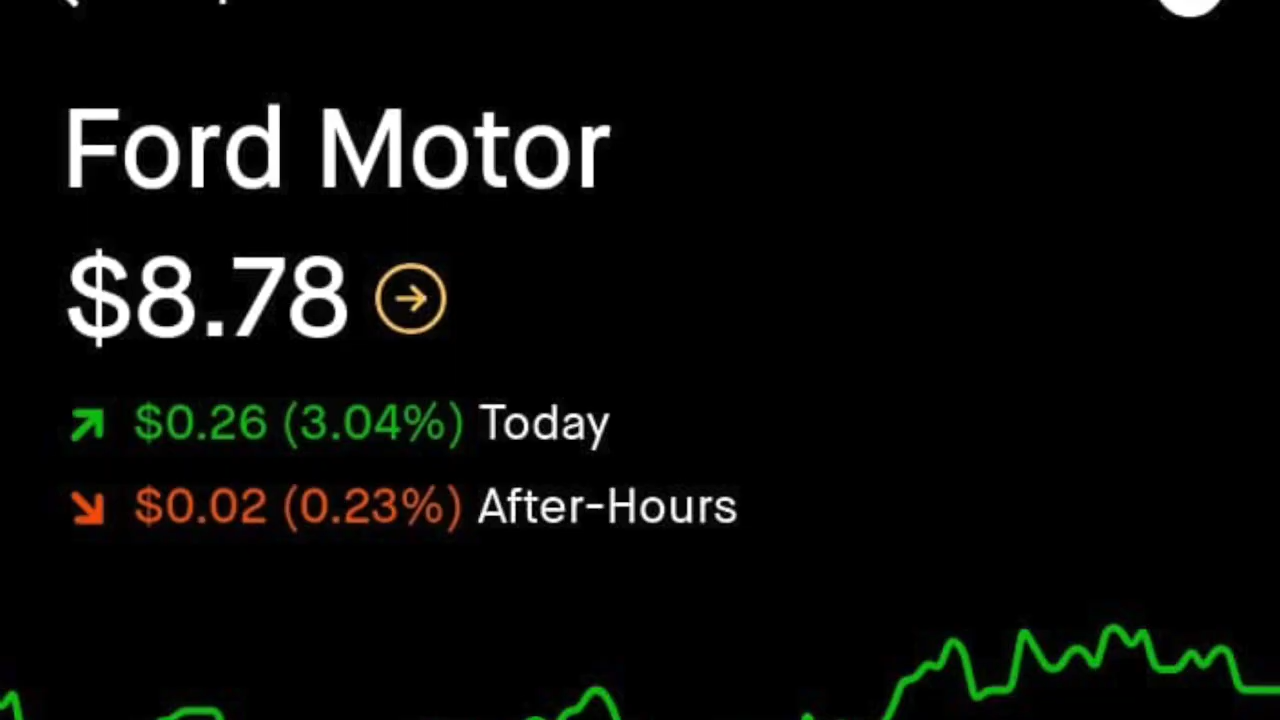 Ford Motor
$8.78
$0.26 (3.04%) Today
$0.02 (0.23%) After-Hours